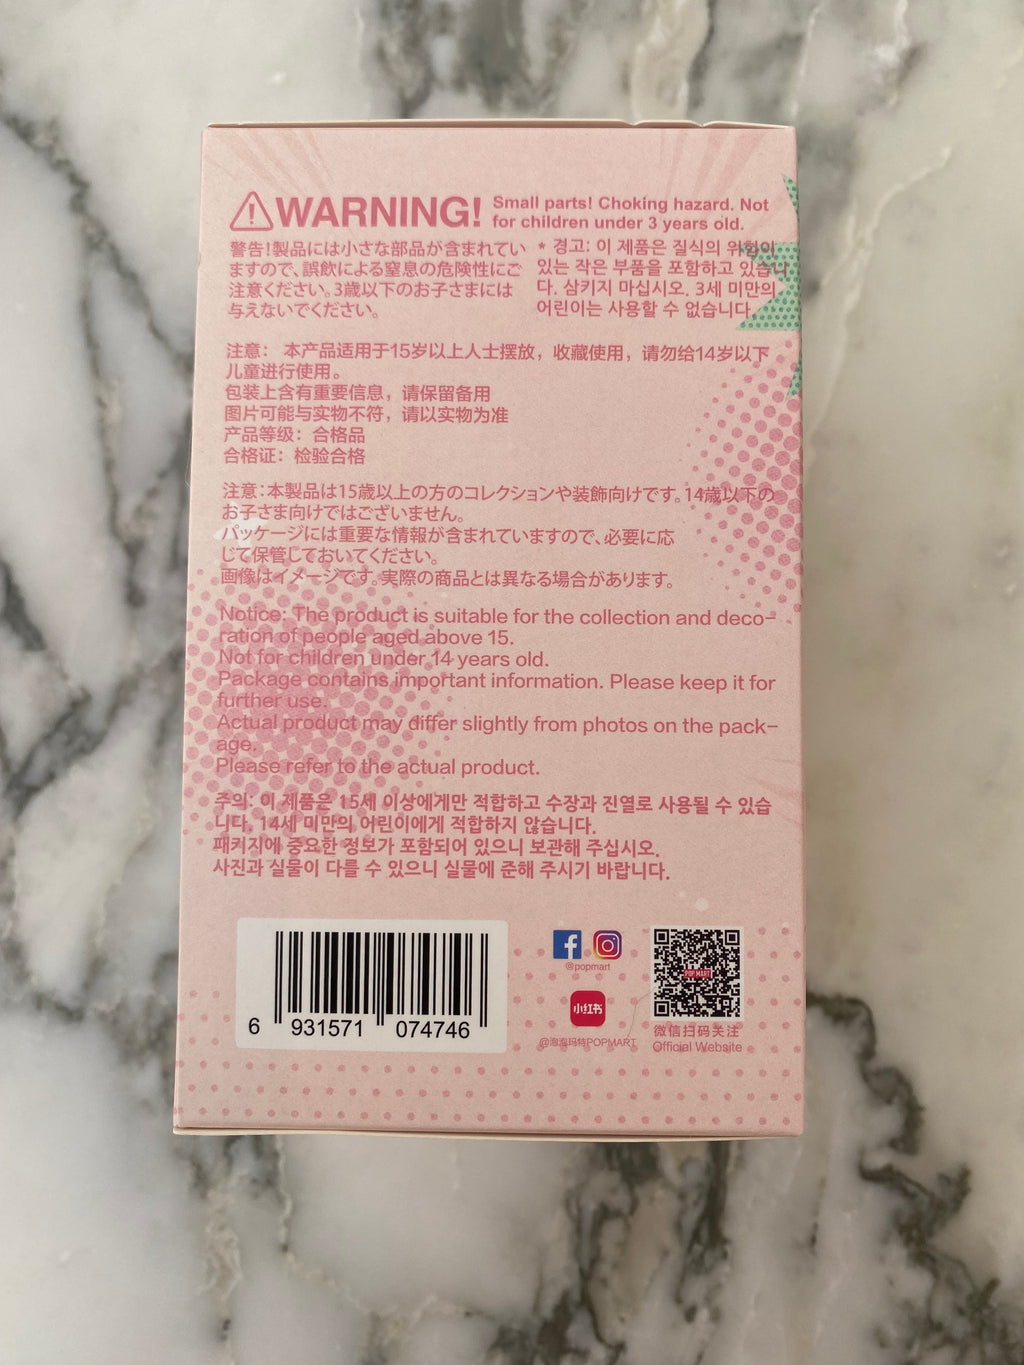 WARNING!
Small parts! Choking hazard. Not
for children under 3 years old.
警告!製品には小さな部品が含まれてい
ますので、誤飲による窒息の危険性にご
注意ください。3歳以下のお子さまには
与えないでください。
* 경고: 이 제품은 질식의 위험이
있는 작은 부품을 포함하고 있습니
다. 삼키지 마십시오. 3세 미만의
어린이는 사용할 수 없습니다.
注意： 本产品适用于15岁以上人士摆放，收藏使用，请勿给14岁以下
儿童进行使用。
包装上含有重要信息，请保留备用
图片可能与实物不符，请以实物为准
产品等级：合格品
合格证：检验合格
注意:本製品は15歳以上の方のコレクションや装飾向けです。14歳以下の
お子さま向けではございません。
パッケージには重要な情報が含まれていますので、必要に応
じて保管しておいてください。
画像はイメージです。実際の商品とは異なる場合があります。
Notice: The product is suitable for the collection and deco-
ration of people aged above 15.
Not for children under 14 years old.
Package contains important information. Please keep it for
further use.
Actual product may differ slightly from photos on the pack-
age.
Please refer to the actual product.
주의: 이 제품은 15세 이상에게만 적합하고 수장과 진열로 사용될 수 있습
니다. 14세 미만의 어린이에게 적합하지 않습니다.
패키지에 중요한 정보가 포함되어 있으니 보관해 주십시오.
사진과 실물이 다를 수 있으니 실물에 준해 주시기 바랍니다.
6 931571 074746
@popmart
小红书
@泡泡玛特POPMART
POP MART
微信扫码关注
Official Website